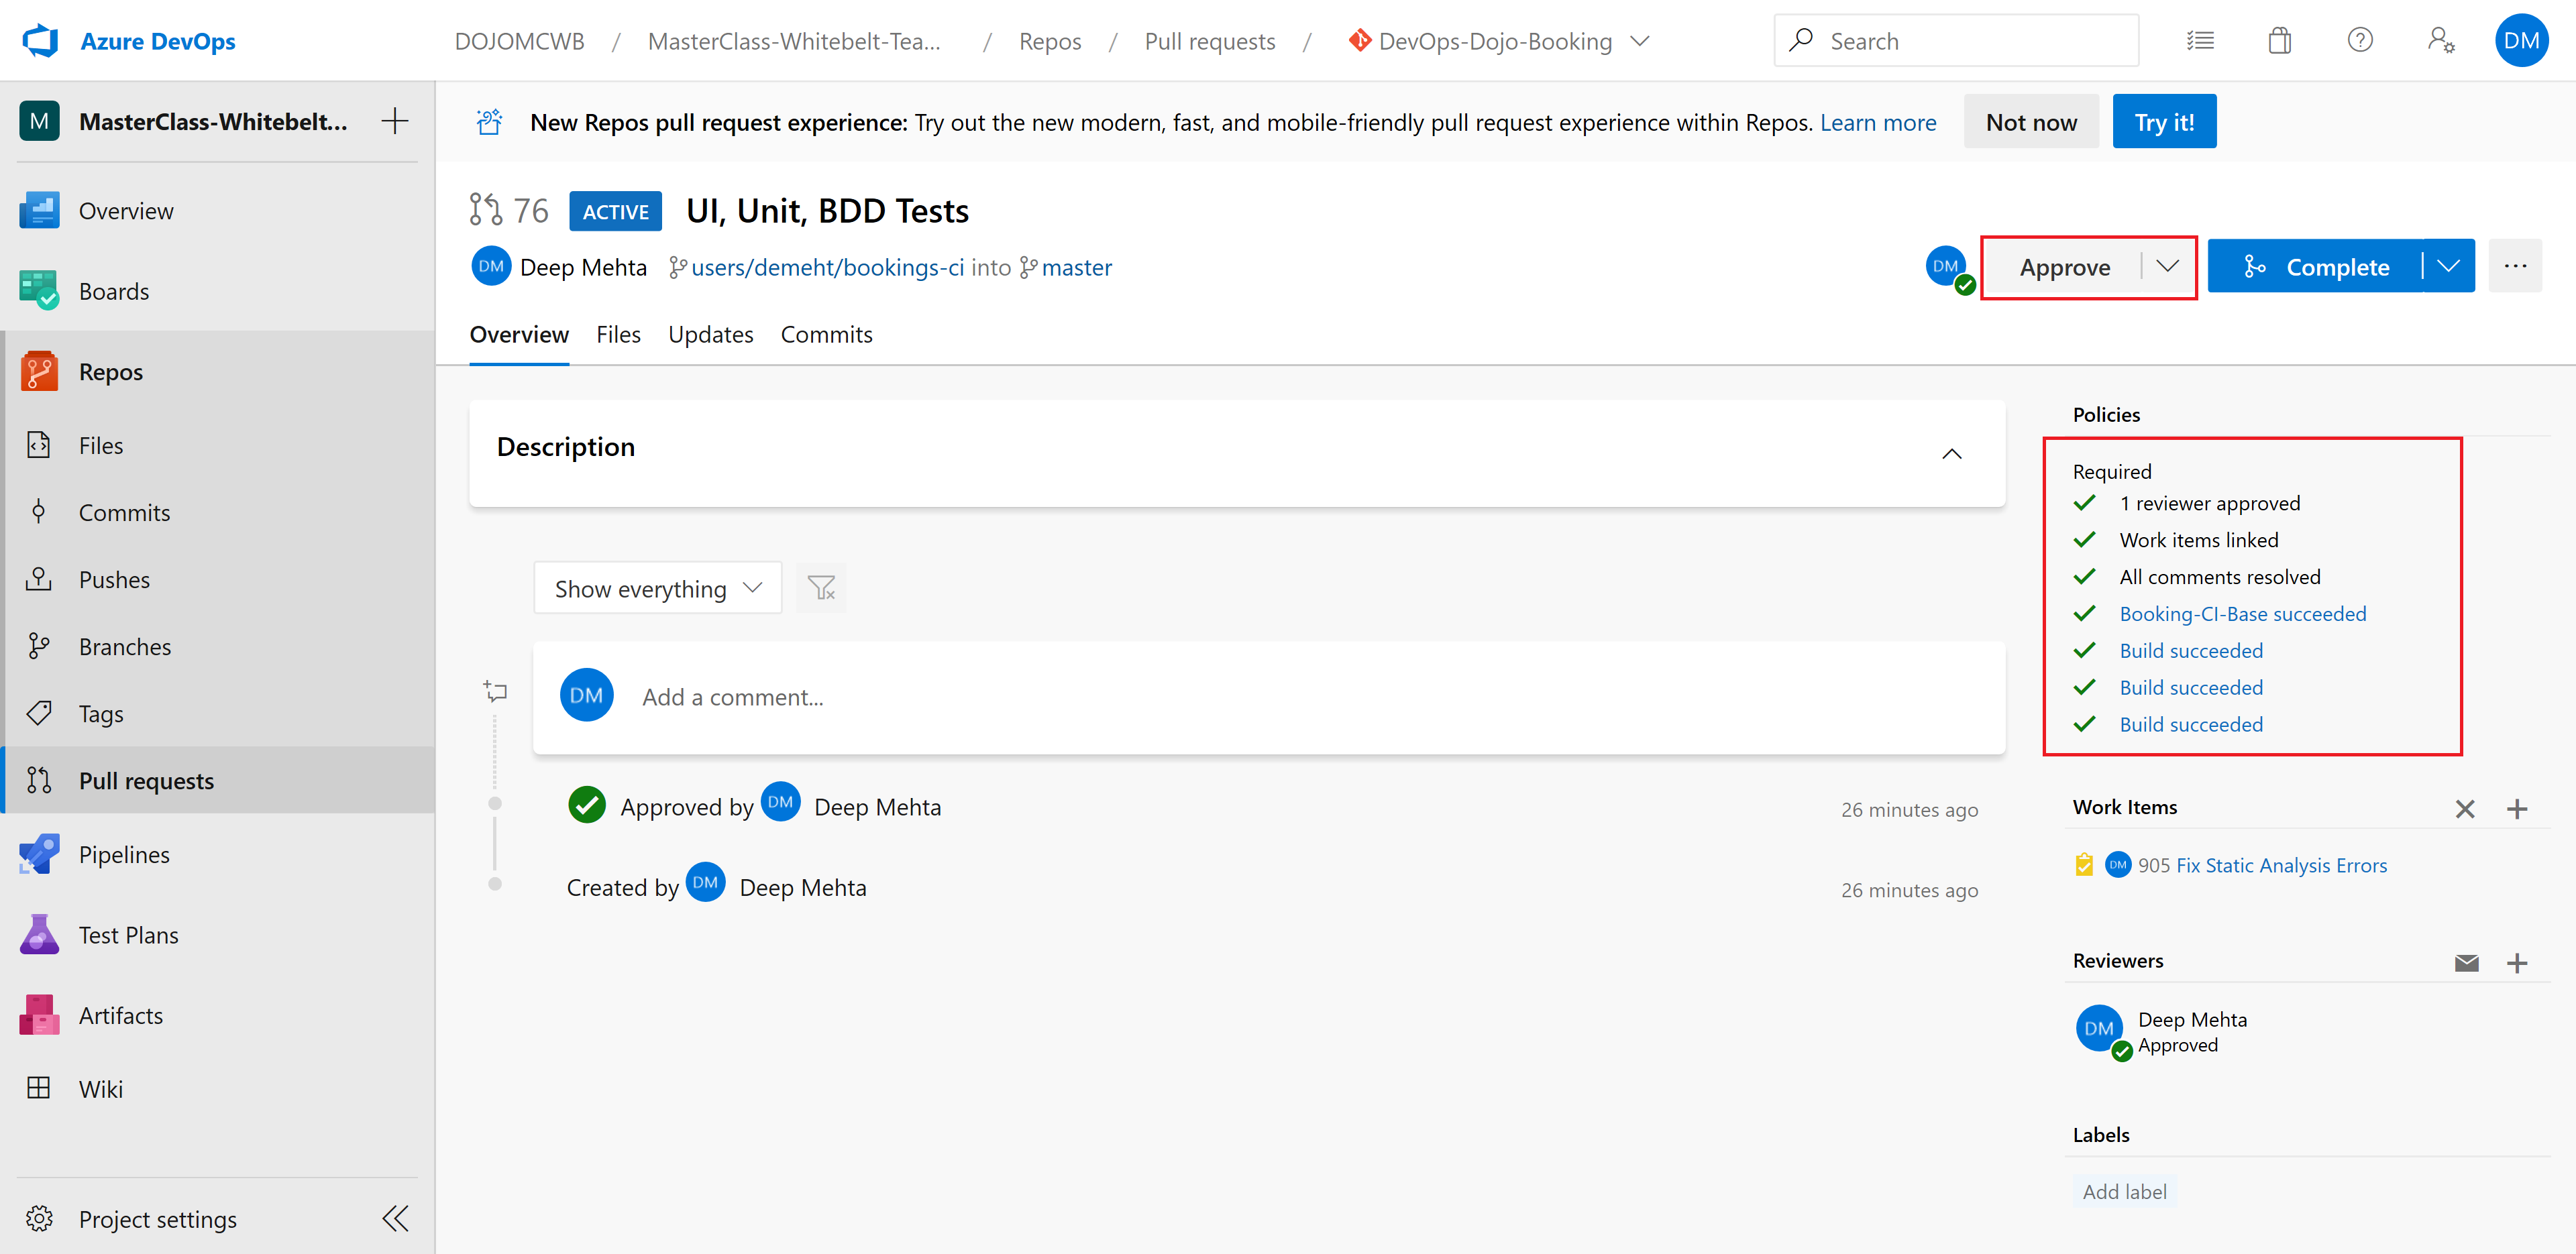 Azure DevOps
DOJOMCWB / MasterClass-Whitebelt-Tea... / Repos / Pull requests / DevOps-Dojo-Booking
Search
DM
M MasterClass-Whitebelt...
Overview
Boards
Repos
Files
Commits
Pushes
Branches
Tags
Pull requests
Pipelines
Test Plans
Artifacts
Wiki
Project settings
New Repos pull request experience: Try out the new modern, fast, and mobile-friendly pull request experience within Repos. Learn more
Not now
Try it!
76 ACTIVE UI, Unit, BDD Tests
DM Deep Mehta users/demeht/bookings-ci into master
DM
Approve
Complete
Overview Files Updates Commits
Description
Show everything
DM Add a comment...
Approved by DM Deep Mehta 26 minutes ago
Created by DM Deep Mehta 26 minutes ago
Policies
Required
1 reviewer approved
Work items linked
All comments resolved
Booking-CI-Base succeeded
Build succeeded
Build succeeded
Build succeeded
Work Items
DM 905 Fix Static Analysis Errors
Reviewers
DM Deep Mehta
Approved
Labels
Add label